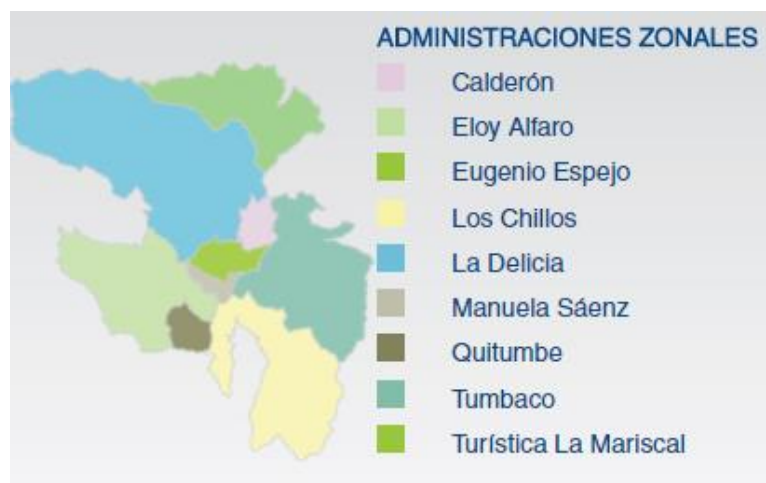 ADMINISTRACIONES ZONALES
Calderón
Eloy Alfaro
Eugenio Espejo
Los Chillos
La Delicia
Manuela Sáenz
Quitumbe
Tumbaco
Turística La Mariscal